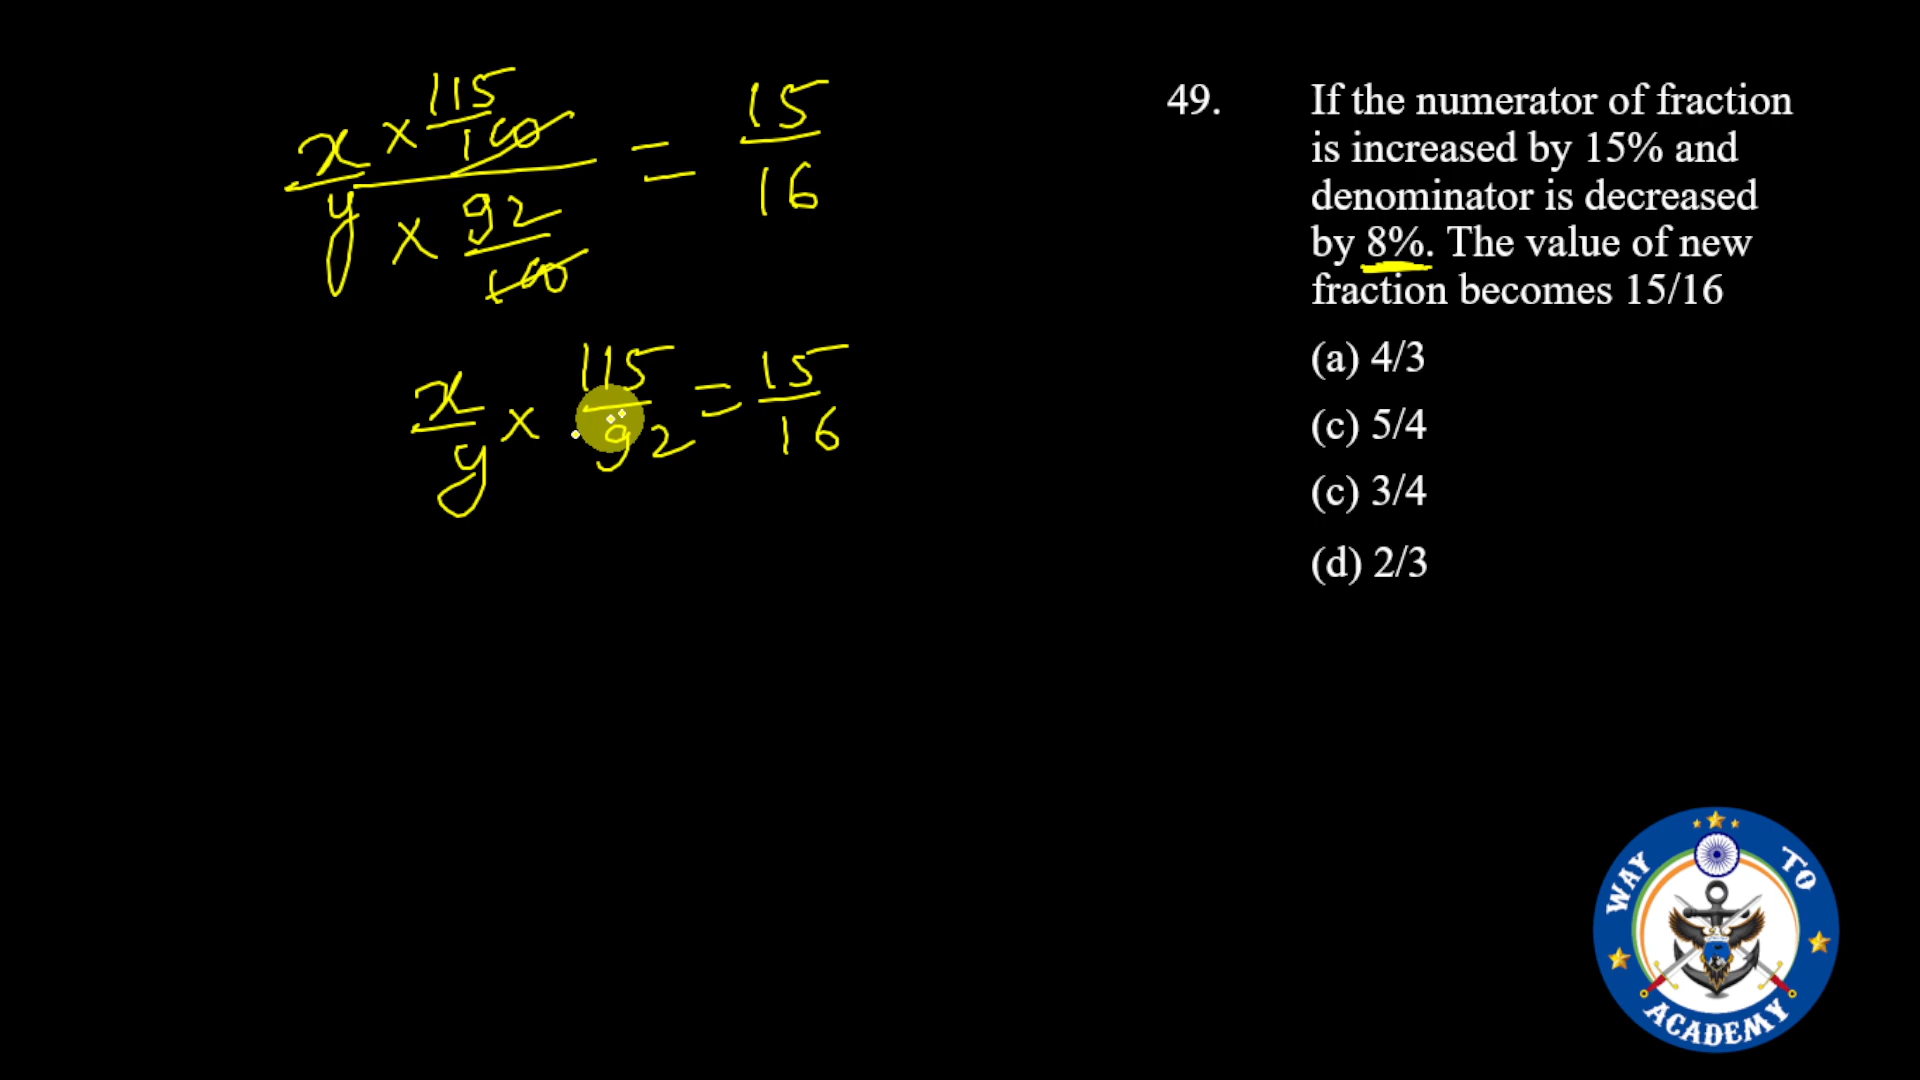 x/y × 115/100 / × 92/100 = 15/16
x/y × 115/92 = 15/16
49. If the numerator of fraction
is increased by 15% and
denominator is decreased
by 8%. The value of new
fraction becomes 15/16
(a) 4/3
(c) 5/4
(c) 3/4
(d) 2/3
WAY TO
ACADEMY